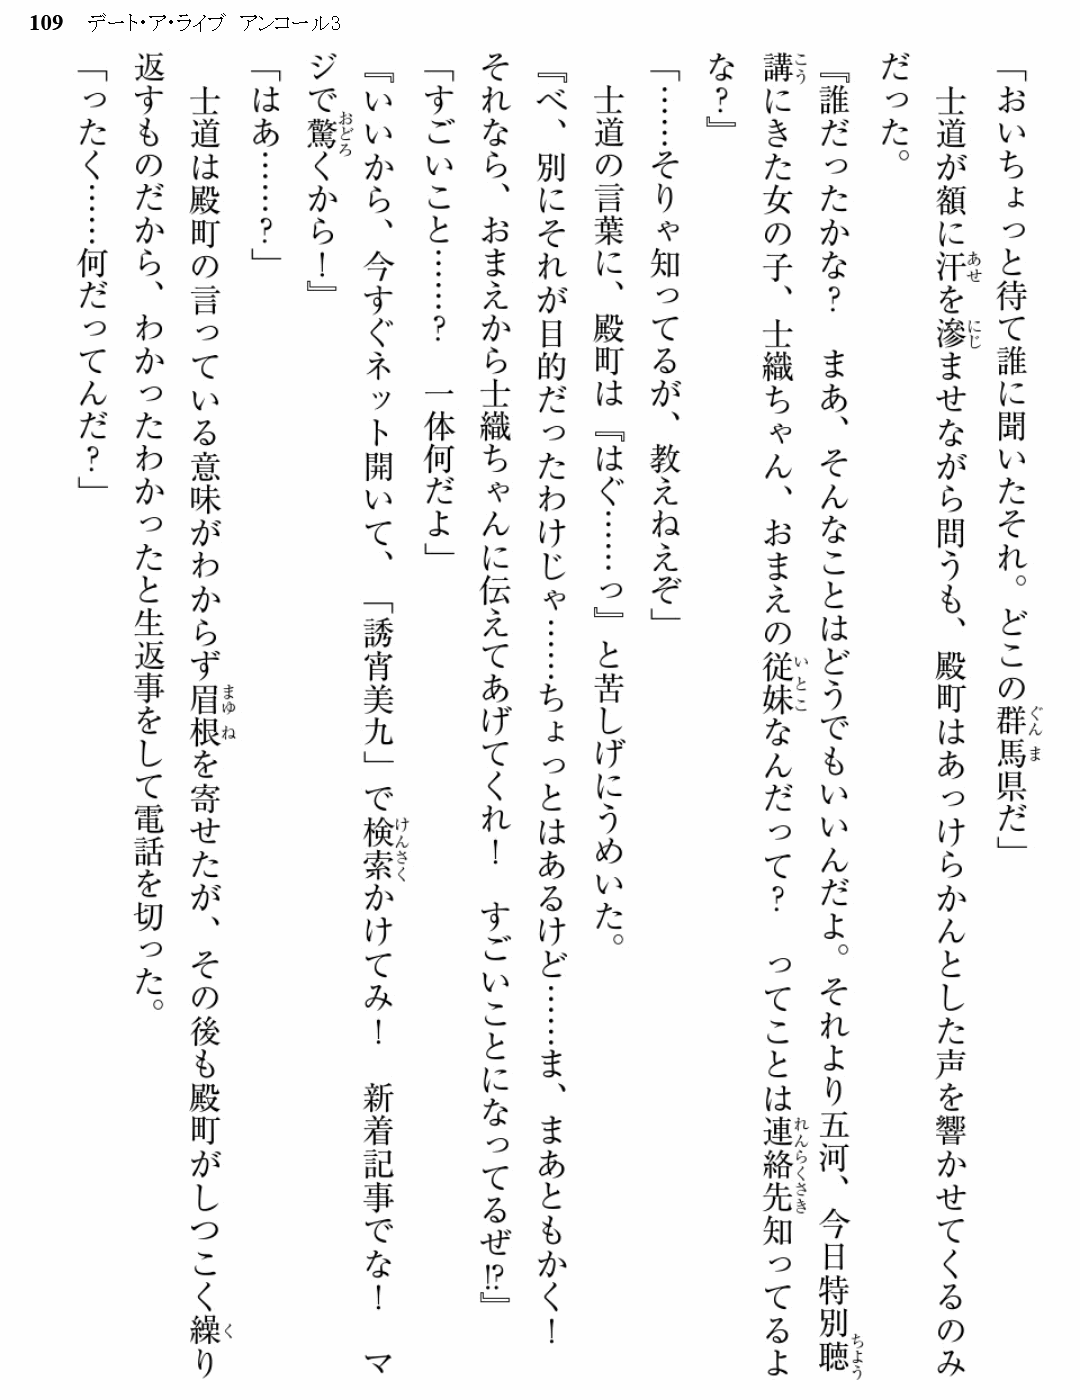 109 デート・ア・ライブ アンコール3
「おいちょっと待て誰に聞いたそれ。どこの群馬県だ」
　士道が額に汗を滲ませながら問うも、殿町はあっけらかんとした声を響かせてくるのみ
だった。
『誰だったかな？　まあ、そんなことはどうでもいいんだよ。それより五河、今日特別聴
講にきた女の子、士織ちゃん、おまえの従妹なんだって？　ってことは連絡先知ってるよ
な？』
「……そりゃ知ってるが、教えねえぞ」
　士道の言葉に、殿町は『はぐ……っ』と苦しげにうめいた。
『べ、別にそれが目的だったわけじゃ……ちょっとはあるけど……ま、まあともかく！
それなら、おまえから士織ちゃんに伝えてあげてくれ！　すごいことになってるぜ!?』
「すごいこと……？　一体何だよ」
『いいから、今すぐネット開いて、「誘宵美九」で検索かけてみ！　新着記事でな！　マ
ジで驚くから！』
「はあ……？」
　士道は殿町の言っている意味がわからず眉根を寄せたが、その後も殿町がしつこく繰り
返すものだから、わかったわかったと生返事をして電話を切った。
「ったく……何だってんだ？」